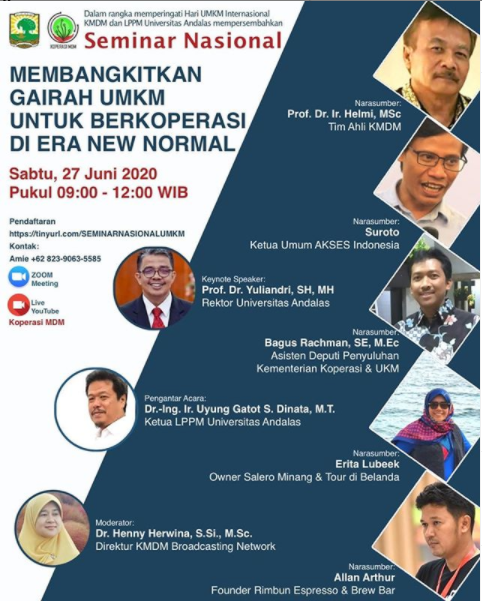 Dalam rangka memperingati Hari UMKM Internasional
KMDM dan LPPM Universitas Andalas mempersembahkan
Seminar Nasional
KOPERASI MDM
MEMBANGKITKAN
GAIRAH UMKM
UNTUK BERKOPERASI
DI ERA NEW NORMAL
Sabtu, 27 Juni 2020
Pukul 09:00 - 12:00 WIB
Pendaftaran
https://tinyurl.com/SEMINARNASIONALUMKM
Kontak:
Amie +62 823-9063-5585
ZOOM
Meeting
Live
YouTube
Koperasi MDM
Narasumber:
Prof. Dr. Ir. Helmi, MSc
Tim Ahli KMDM
Narasumber:
Suroto
Ketua Umum AKSES Indonesia
Keynote Speaker:
Prof. Dr. Yuliandri, SH, MH
Rektor Universitas Andalas
Narasumber:
Bagus Rachman, SE, M.Ec
Asisten Deputi Penyuluhan
Kementerian Koperasi & UKM
Pengantar Acara:
Dr.-Ing. Ir. Uyung Gatot S. Dinata, M.T.
Ketua LPPM Universitas Andalas
Narasumber:
Erita Lubeek
Owner Salero Minang & Tour di Belanda
Moderator:
Dr. Henny Herwina, S.Si., M.Sc.
Direktur KMDM Broadcasting Network
Narasumber:
Allan Arthur
Founder Rimbun Espresso & Brew Bar